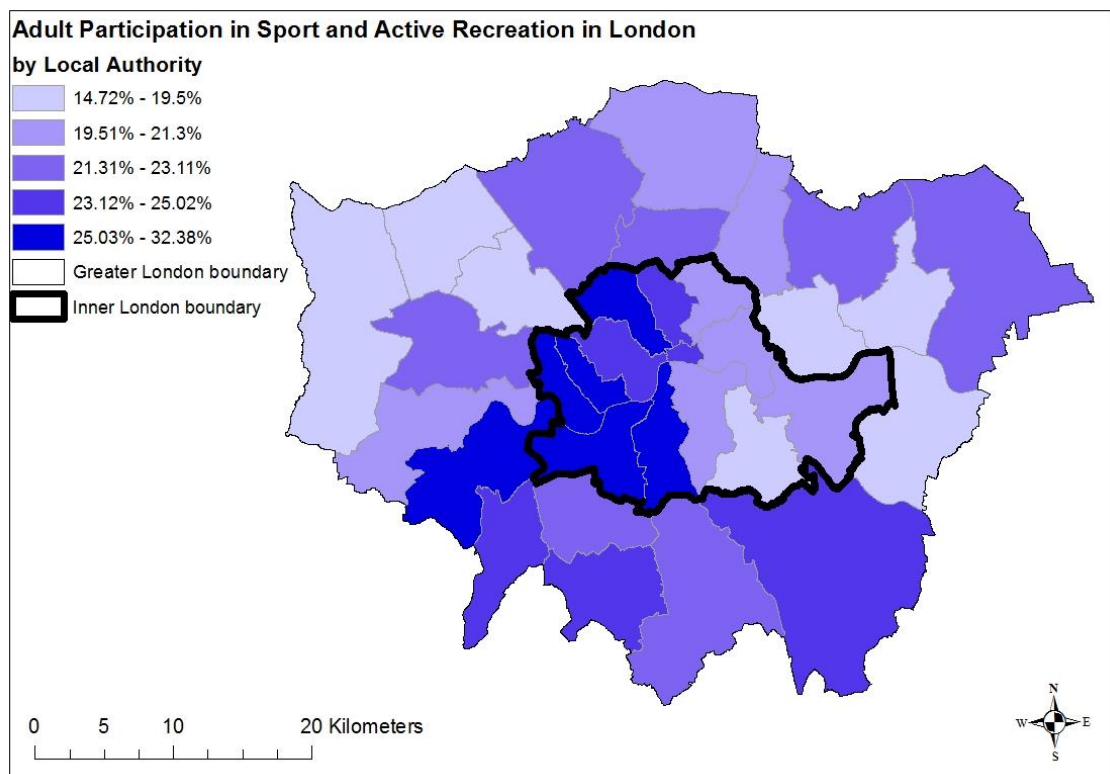 Adult Participation in Sport and Active Recreation in London
by Local Authority
14.72% - 19.5%
19.51% - 21.3%
21.31% - 23.11%
23.12% - 25.02%
25.03% - 32.38%
Greater London boundary
Inner London boundary
0 5 10 20 Kilometers
N
W E
S